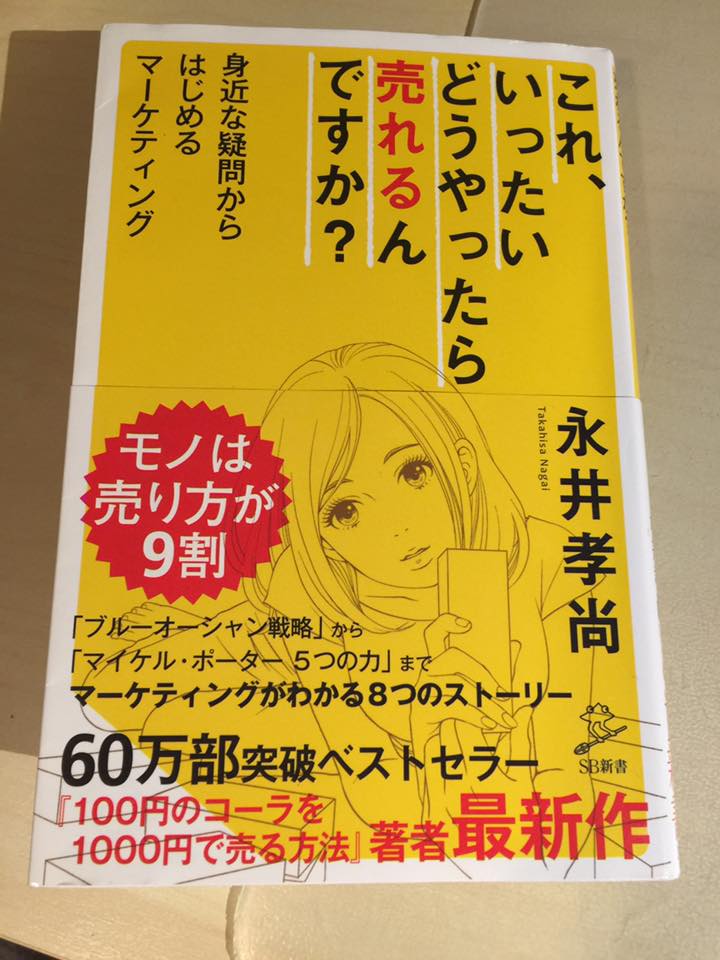 これ、
いったい
どうやったら
売れるん
ですか?
身近な疑問から
はじめる
マーケティング
永井孝尚
Takahisa Nagai
モノは
売り方が
9割
「ブルーオーシャン戦略」から
「マイケル・ポーター 5つの力」まで
マーケティングがわかる8つのストーリー
60万部突破ベストセラー
『100円のコーラを
1000円で売る方法』著者最新作
SB新書